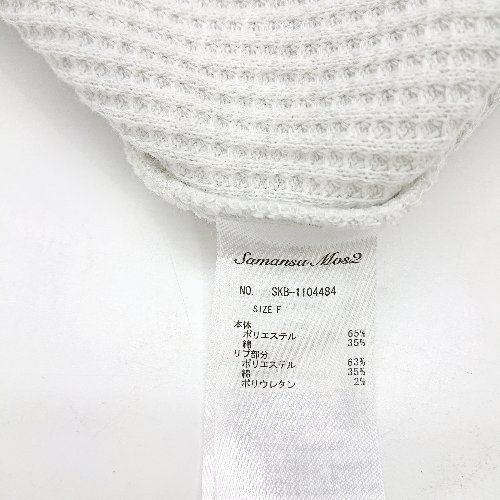 Samansa Mos2
NO. SKB-1104484
SIZE F
本体
ポリエステル 65%
綿 35%
リブ部分
ポリエステル 63%
綿 35%
ポリウレタン 2%